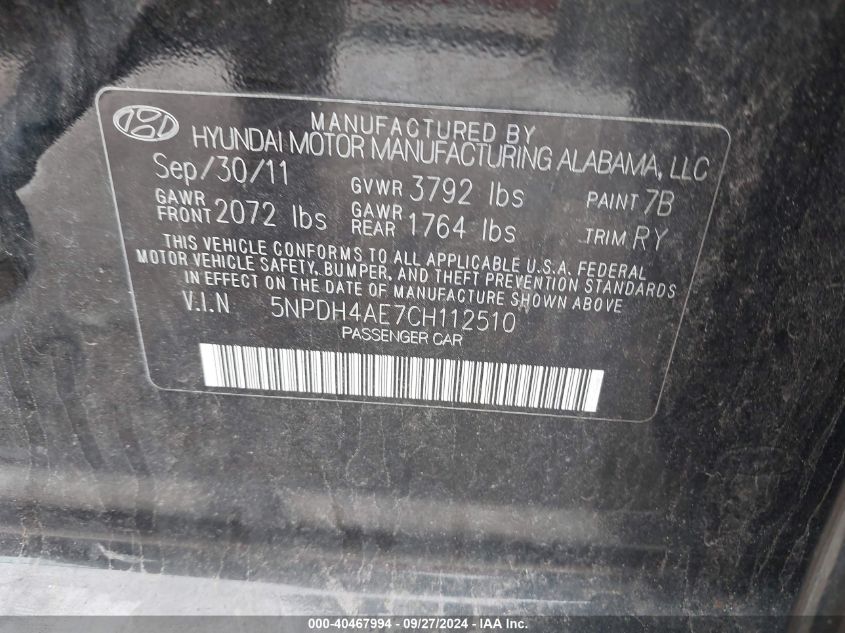 MANUFACTURED BY
HYUNDAI MOTOR MANUFACTURING ALABAMA, LLC
Sep/30/11 GVWR 3792 lbs PAINT 7B
GAWR FRONT 2072 lbs GAWR REAR 1764 lbs TRIM RY
THIS VEHICLE CONFORMS TO ALL APPLICABLE U.S.A. FEDERAL
MOTOR VEHICLE SAFETY, BUMPER, AND THEFT PREVENTION STANDARDS
IN EFFECT ON THE DATE OF MANUFACTURE SHOWN ABOVE
V.I.N 5NPDH4AE7CH112510
PASSENGER CAR
000-40467994 - 09/27/2024 - IAA Inc.